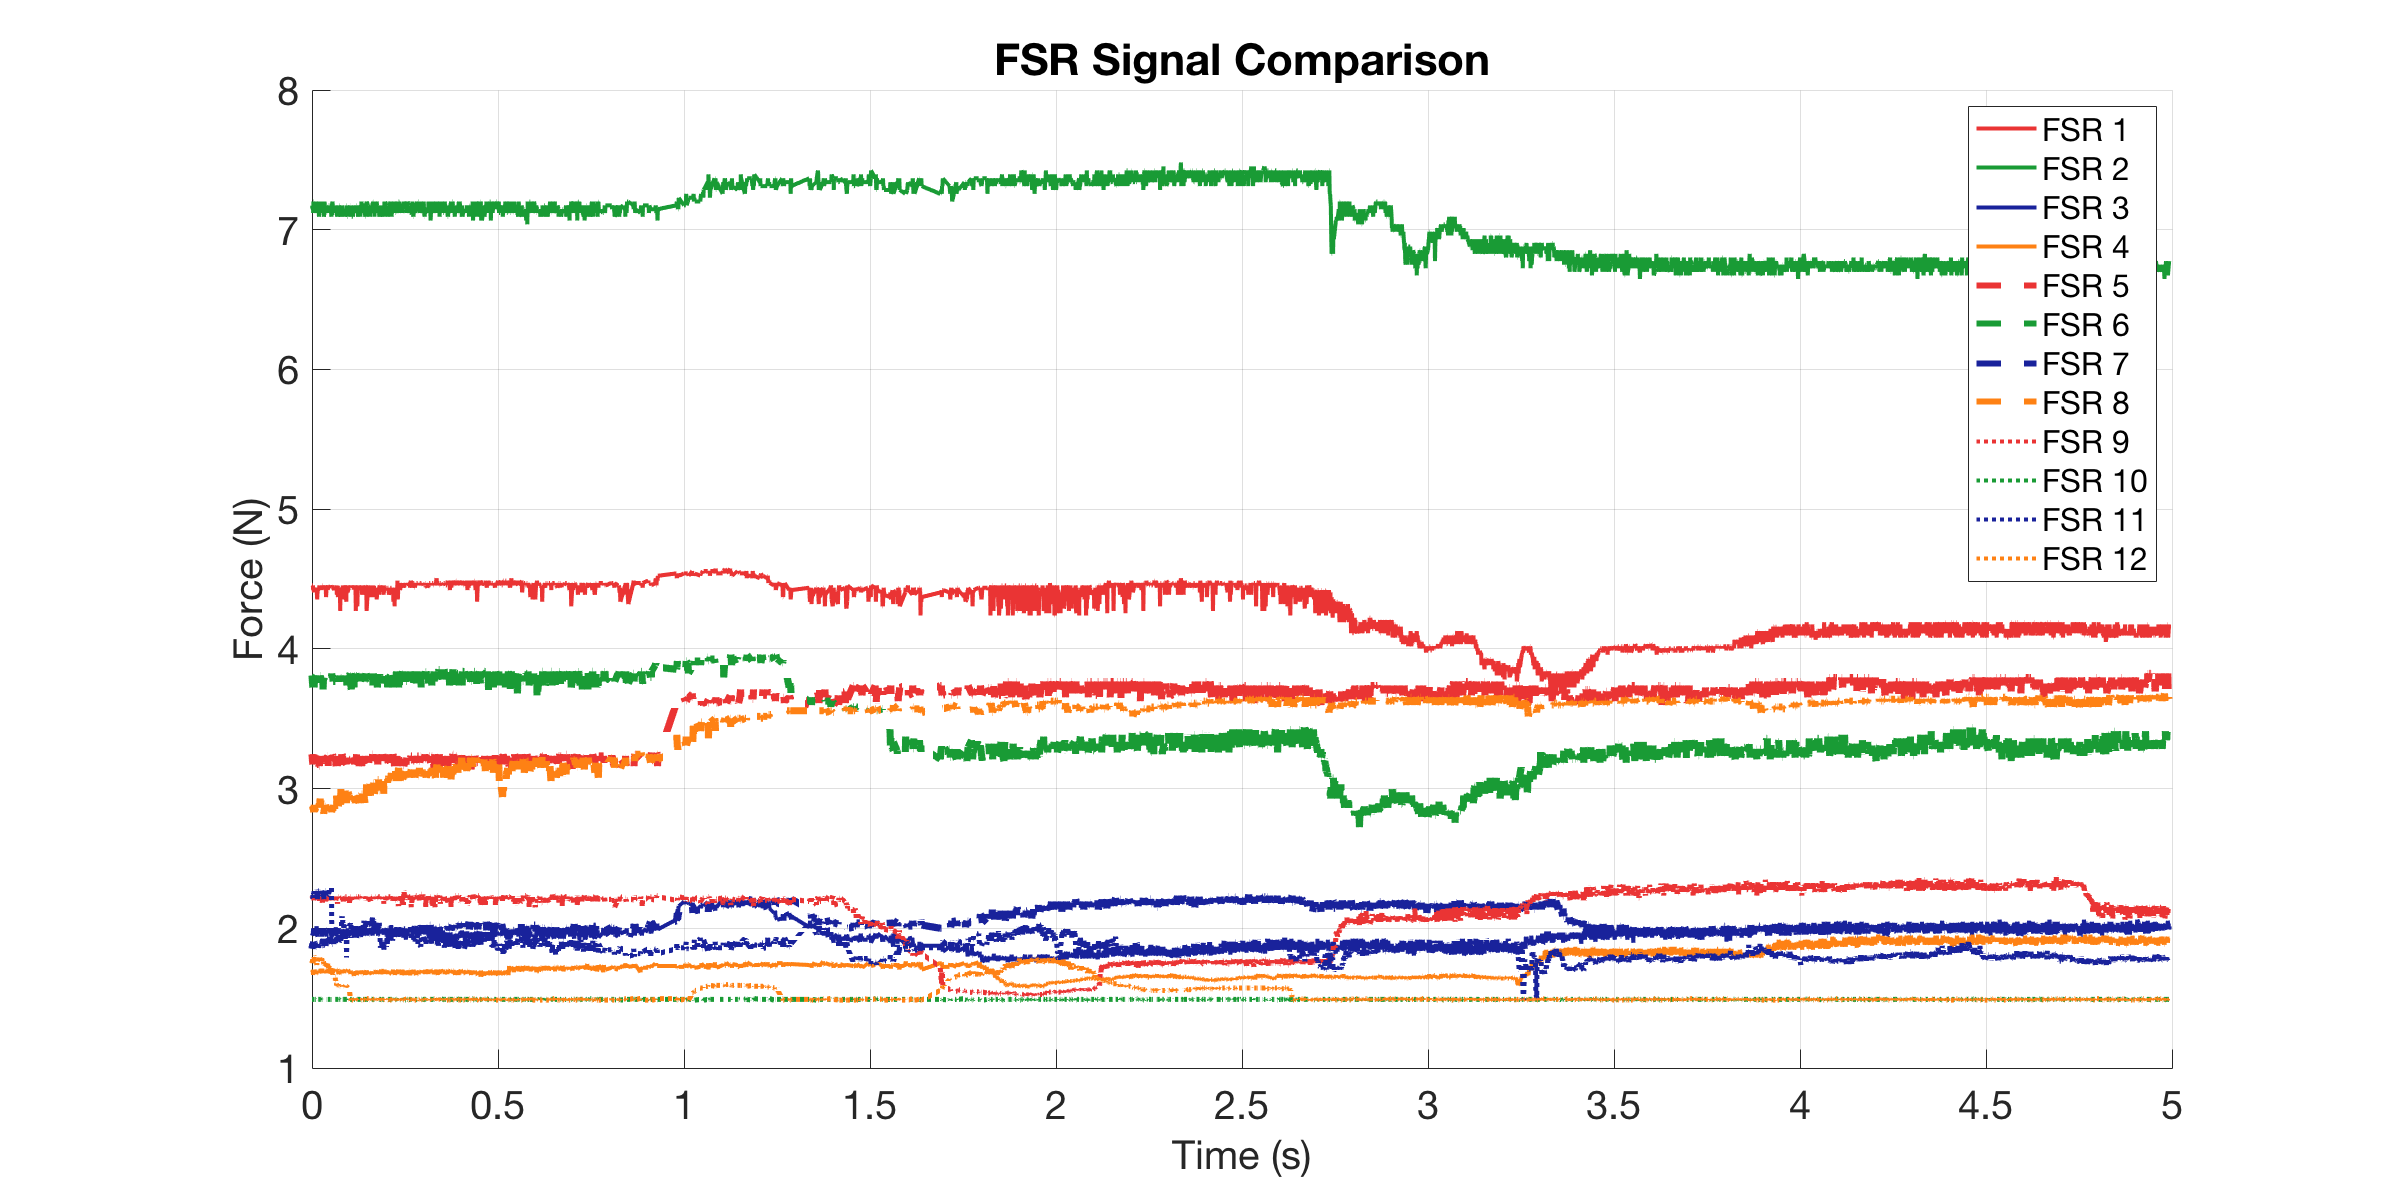 FSR Signal Comparison
8
7
6
5
4
3
2
1
Force (N)
0 0.5 1 1.5 2 2.5 3 3.5 4 4.5 5
Time (s)
FSR 1
FSR 2
FSR 3
FSR 4
FSR 5
FSR 6
FSR 7
FSR 8
FSR 9
FSR 10
FSR 11
FSR 12